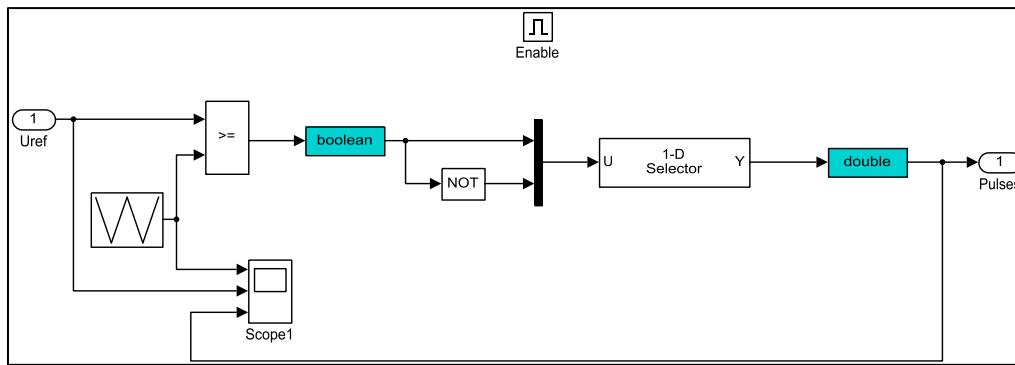 Enable
1
Uref
>=
boolean
NOT
U
1-D
Selector
Y
double
1
Pulses
Scope1